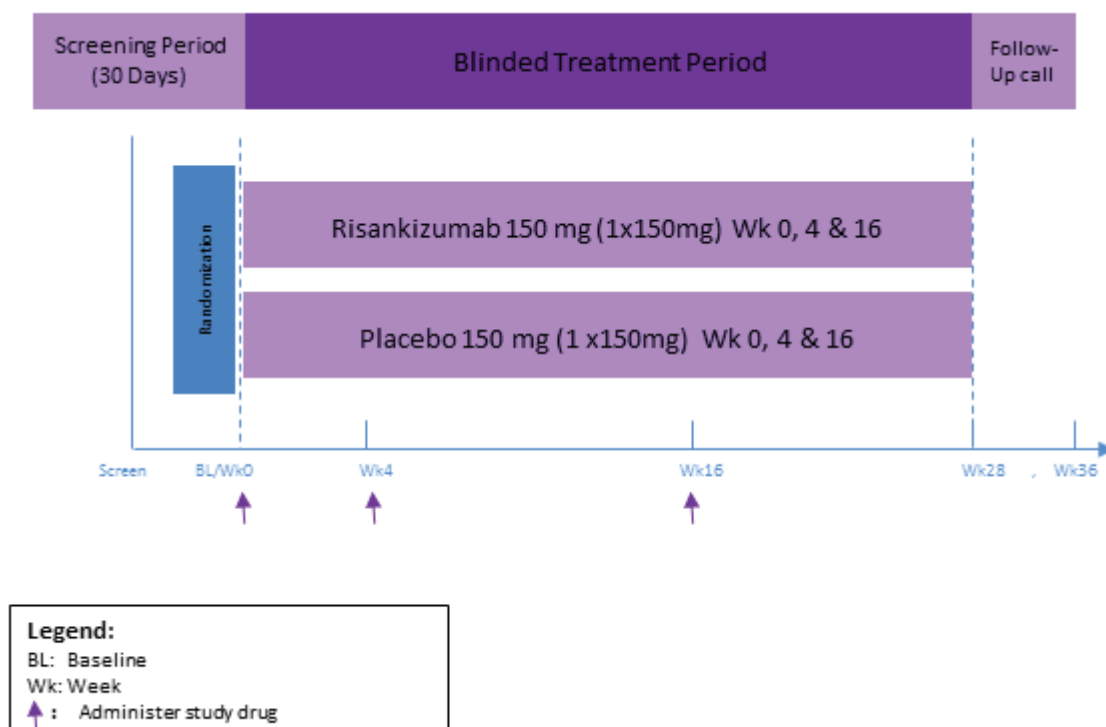 Screening Period
(30 Days)
Blinded Treatment Period
Follow-
Up call
Randomization
Risankizumab 150 mg (1x150mg) Wk 0, 4 & 16
Placebo 150 mg (1 x150mg) Wk 0, 4 & 16
Screen BL/Wk0 Wk4 Wk16 Wk28 , Wk36
Legend:
BL: Baseline
Wk: Week
: Administer study drug